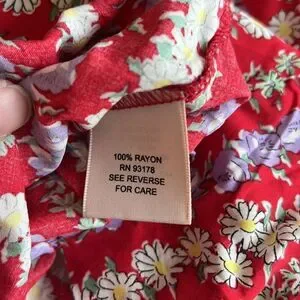 100% RAYON
RN 93178
SEE REVERSE
FOR CARE